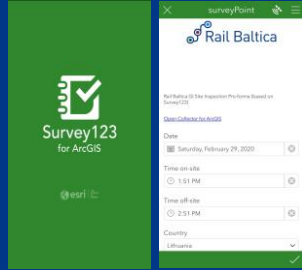 Survey123
for ArcGIS
esri
surveyPoint
Rail Baltica
Rail Baltica GI Site Inspection Pro-forma (based on
Survey123)
Open Collector for ArcGIS
Date
Saturday, February 29, 2020
Time on-site
1:51 PM
Time off-site
2:51 PM
Country
Lithuania